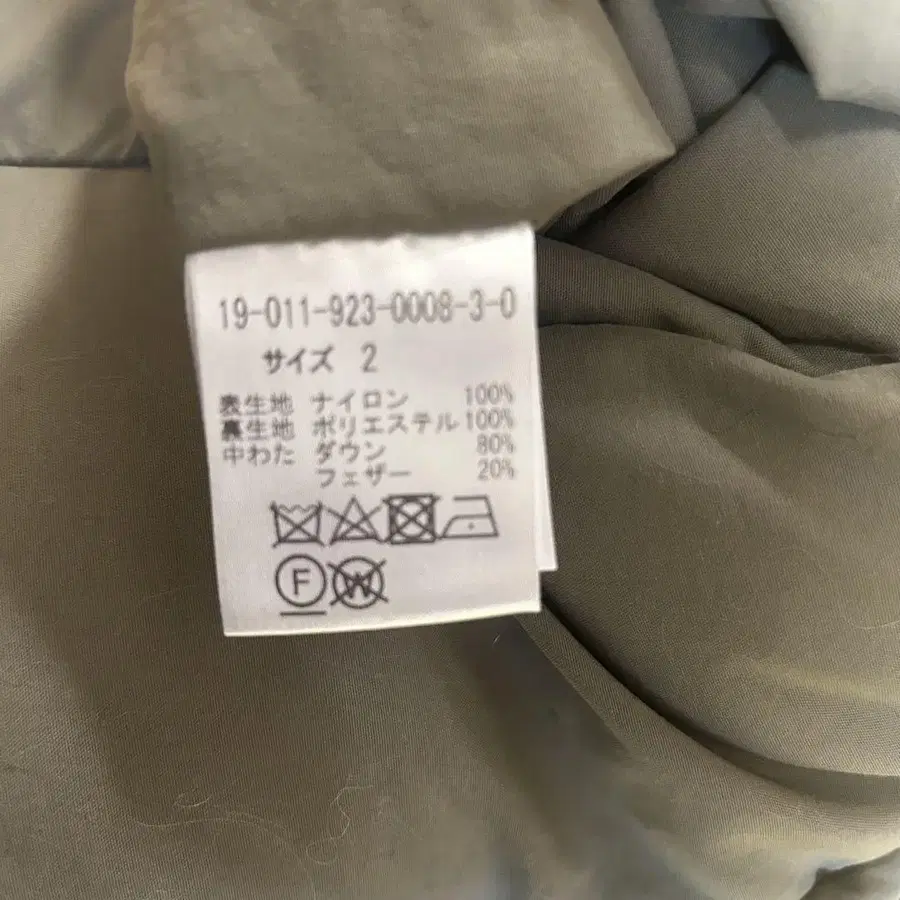 19-011-923-0008-3-0
サイズ 2
表生地 ナイロン 100%
裏生地 ポリエステル 100%
中わた ダウン 80%
フェザー 20%
F W